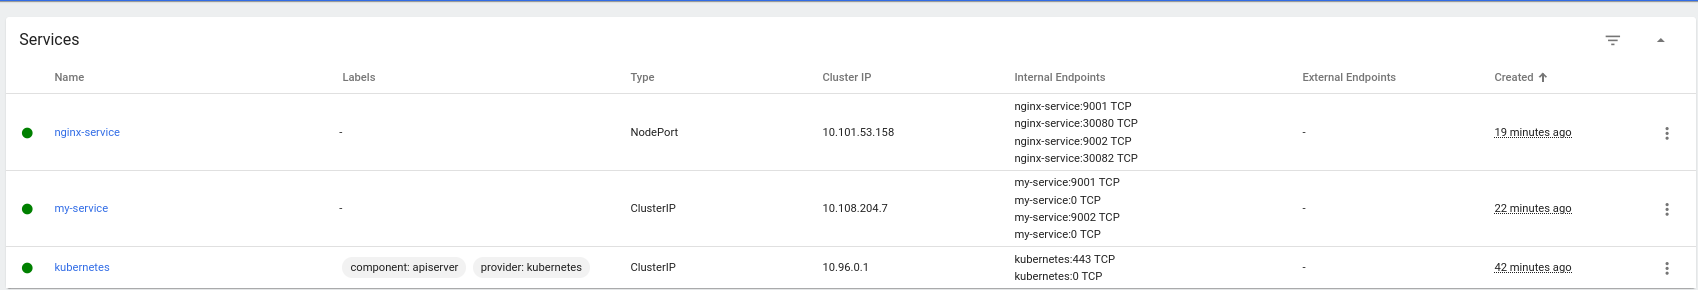 Services
Name Labels Type Cluster IP Internal Endpoints External Endpoints Created
nginx-service - NodePort 10.101.53.158 nginx-service:9001 TCP - 19 minutes ago
nginx-service:30080 TCP
nginx-service:9002 TCP
nginx-service:30082 TCP
my-service - ClusterIP 10.108.204.7 my-service:9001 TCP - 22 minutes ago
my-service:0 TCP
my-service:9002 TCP
my-service:0 TCP
kubernetes component: apiserver provider: kubernetes ClusterIP 10.96.0.1 kubernetes:443 TCP - 42 minutes ago
kubernetes:0 TCP